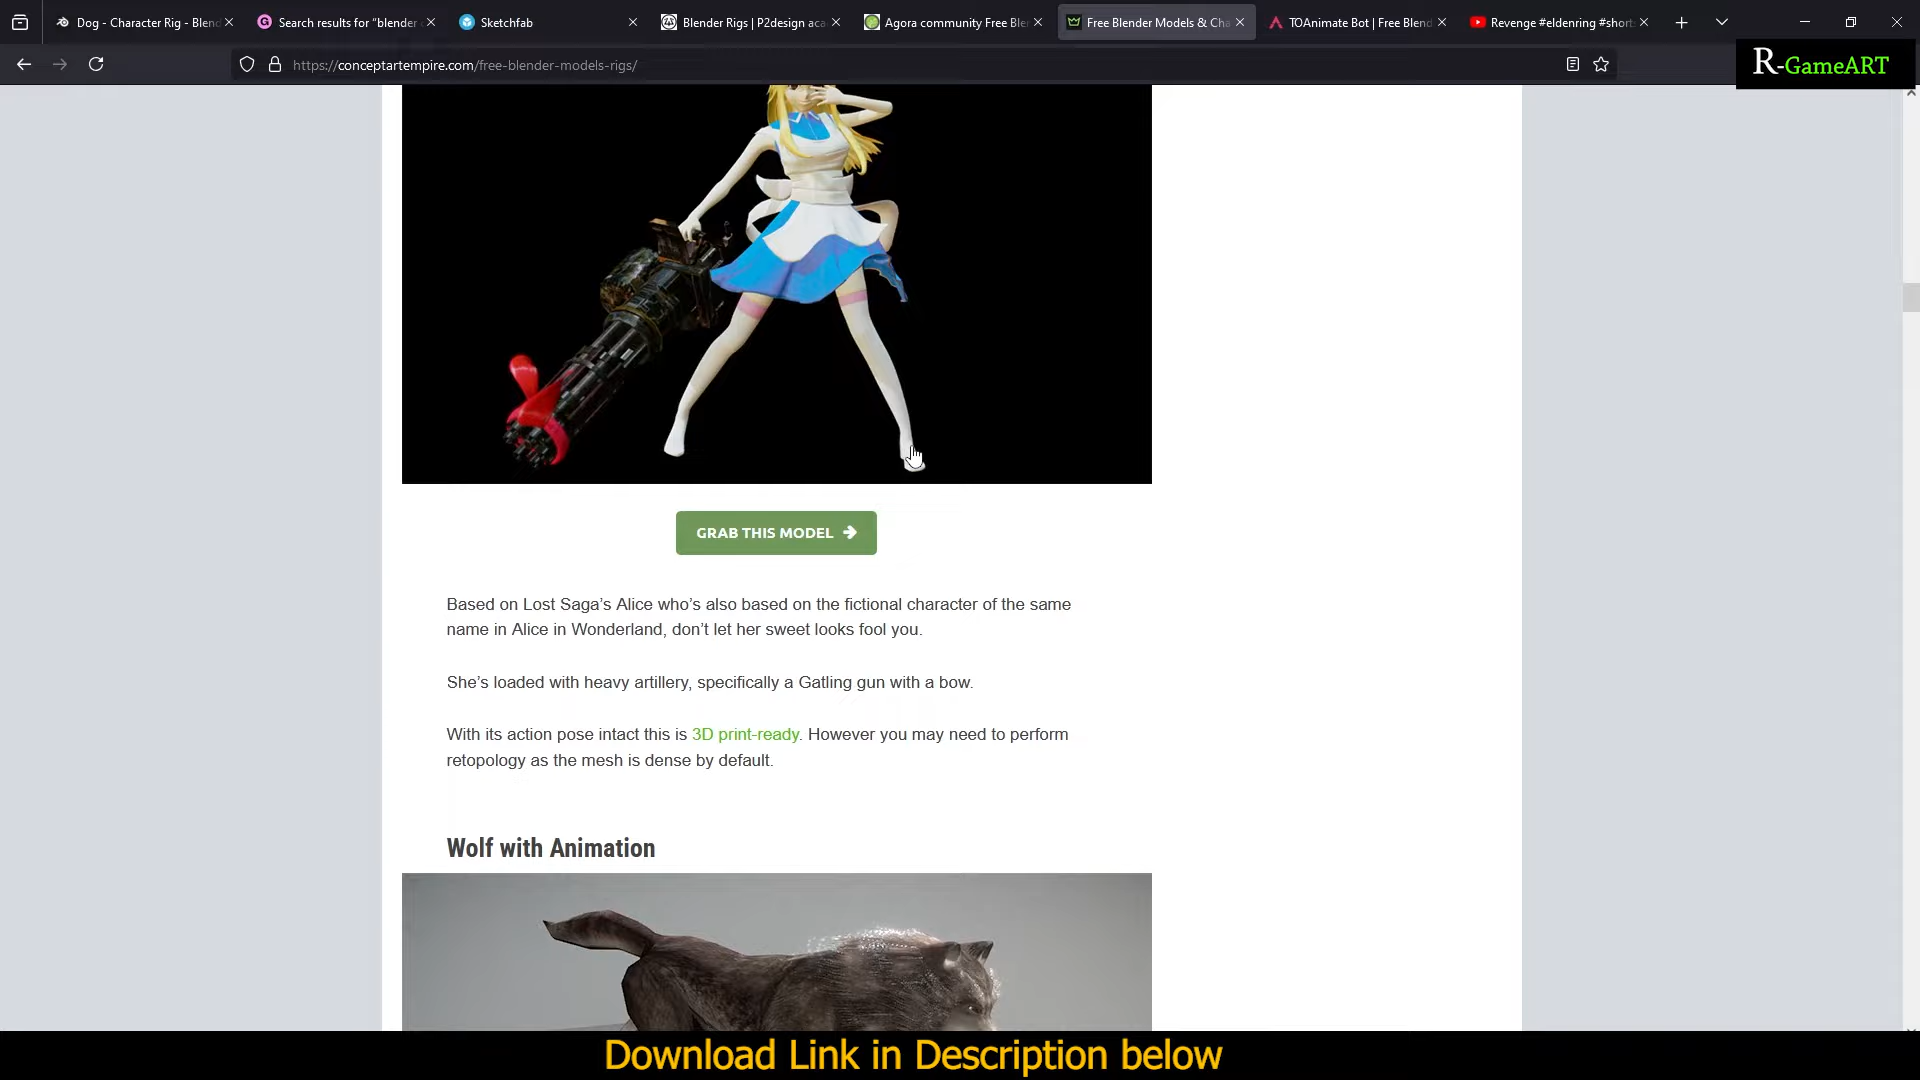 Dog - Character Rig - Blend
Search results for “blender
Sketchfab
Blender Rigs | P2design aca
Agora community Free Blen
Free Blender Models & Cha
TOAnimate Bot | Free Blend
Revenge #eldenring #short
https://conceptartempire.com/free-blender-models-rigs/
R-GameART
GRAB THIS MODEL
Based on Lost Saga’s Alice who’s also based on the fictional character of the same
name in Alice in Wonderland, don’t let her sweet looks fool you.
She’s loaded with heavy artillery, specifically a Gatling gun with a bow.
With its action pose intact this is 3D print-ready. However you may need to perform
retopology as the mesh is dense by default.
Wolf with Animation
Download Link in Description below